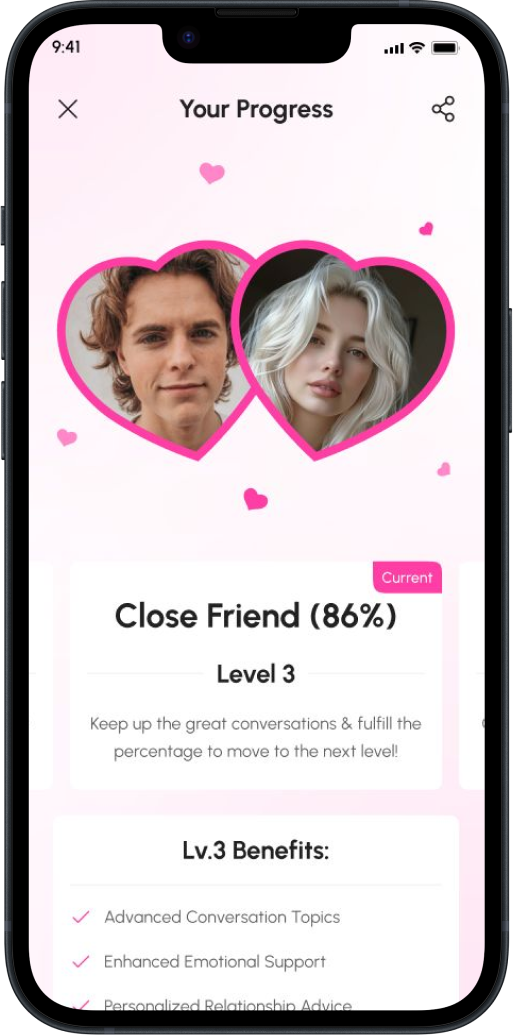 9:41
Your Progress
Current
Close Friend (86%)
Level 3
Keep up the great conversations & fulfill the
percentage to move to the next level!
Lv.3 Benefits:
Advanced Conversation Topics
Enhanced Emotional Support
Personalized Relationship Advice